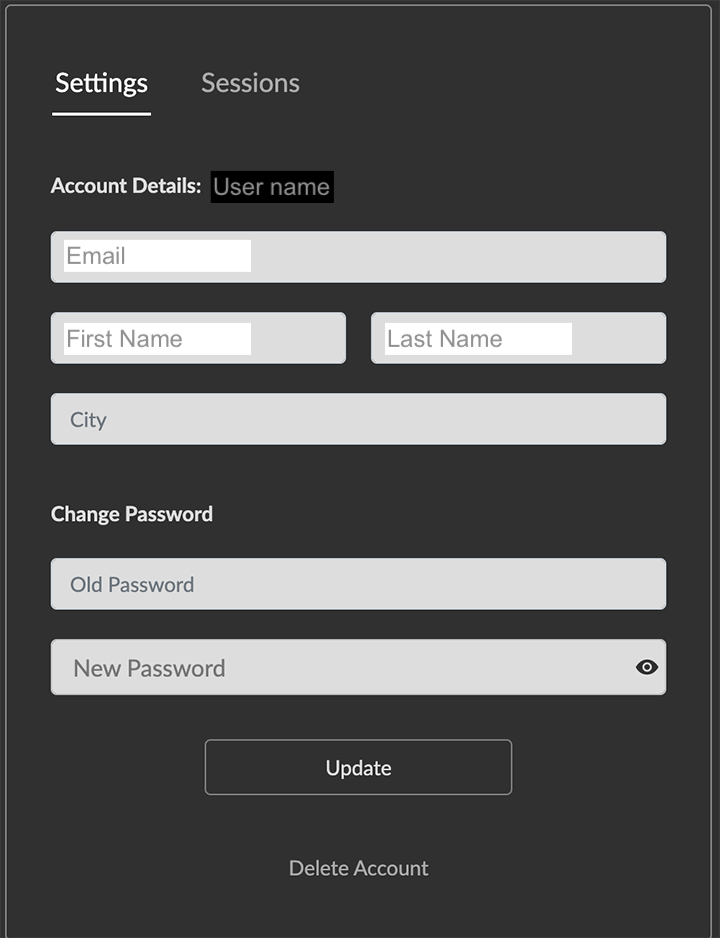 Settings Sessions
Account Details: User name
Email
First Name Last Name
City
Change Password
Old Password
New Password
Update
Delete Account